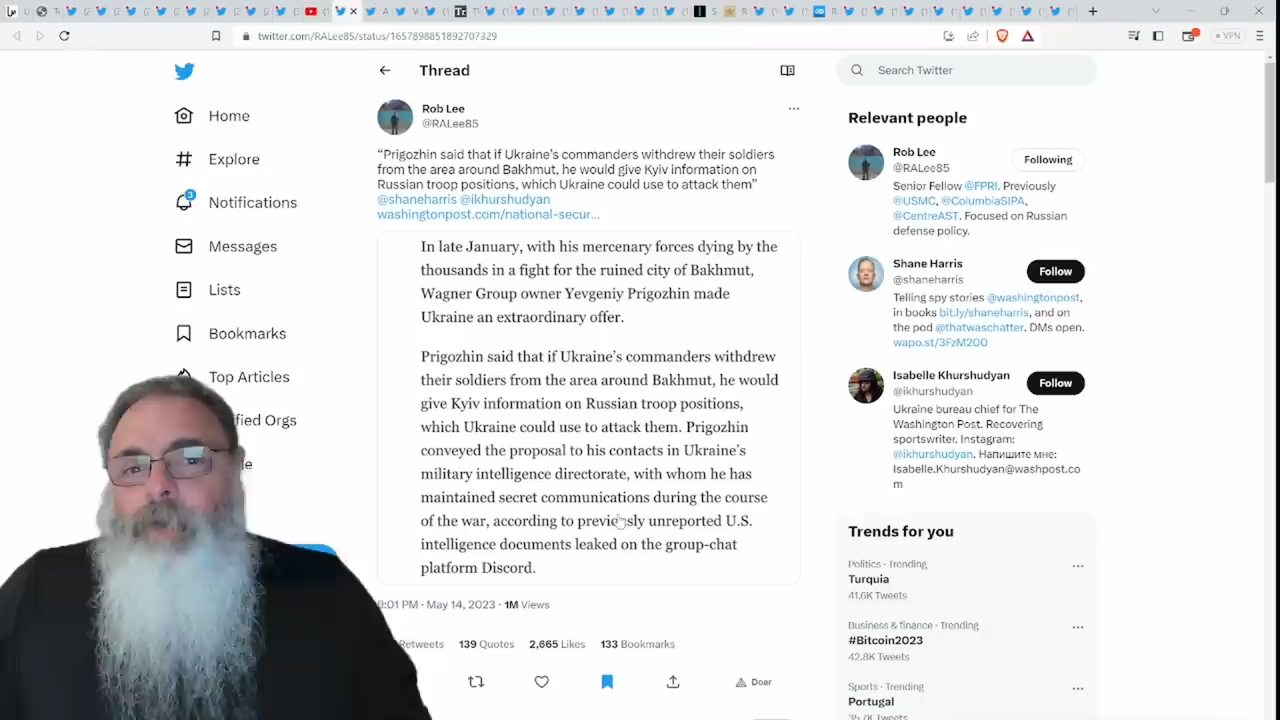 twitter.com/RALee85/status/1657898851892707329
VPN
Home
Explore
3
Notifications
Messages
Lists
Bookmarks
Top Articles
ified Orgs
Thread
Rob Lee
@RALee85
“Prigozhin said that if Ukraine’s commanders withdrew their soldiers
from the area around Bakhmut, he would give Kyiv information on
Russian troop positions, which Ukraine could use to attack them”
@shaneharris @ikhurshudyan
washingtonpost.com/national-secur...
In late January, with his mercenary forces dying by the
thousands in a fight for the ruined city of Bakhmut,
Wagner Group owner Yevgeniy Prigozhin made
Ukraine an extraordinary offer.
Prigozhin said that if Ukraine’s commanders withdrew
their soldiers from the area around Bakhmut, he would
give Kyiv information on Russian troop positions,
which Ukraine could use to attack them. Prigozhin
conveyed the proposal to his contacts in Ukraine’s
military intelligence directorate, with whom he has
maintained secret communications during the course
of the war, according to previously unreported U.S.
intelligence documents leaked on the group-chat
platform Discord.
9:01 PM · May 14, 2023 · 1M Views
Retweets 139 Quotes 2,665 Likes 133 Bookmarks
Doar
Search Twitter
Relevant people
Rob Lee
@RALee85
Following
Senior Fellow @FPRI. Previously
@USMC, @ColumbiaSIPA,
@CentreAST. Focused on Russian
defense policy.
Shane Harris
@shaneharris
Follow
Telling spy stories @washingtonpost,
in books bit.ly/shaneharris, and on
the pod @thatwaschatter. DMs open.
wapo.st/3FzM200
Isabelle Khurshudyan
@ikhurshudyan
Follow
Ukraine bureau chief for The
Washington Post. Recovering
sportswriter. Instagram:
@ikhurshudyan. Напишите мне:
Isabelle.Khurshudyan@washpost.co
m
Trends for you
Politics · Trending
Turquia
41.6K Tweets
Business & finance · Trending
#Bitcoin2023
42.8K Tweets
Sports · Trending
Portugal
35.7K Tweets